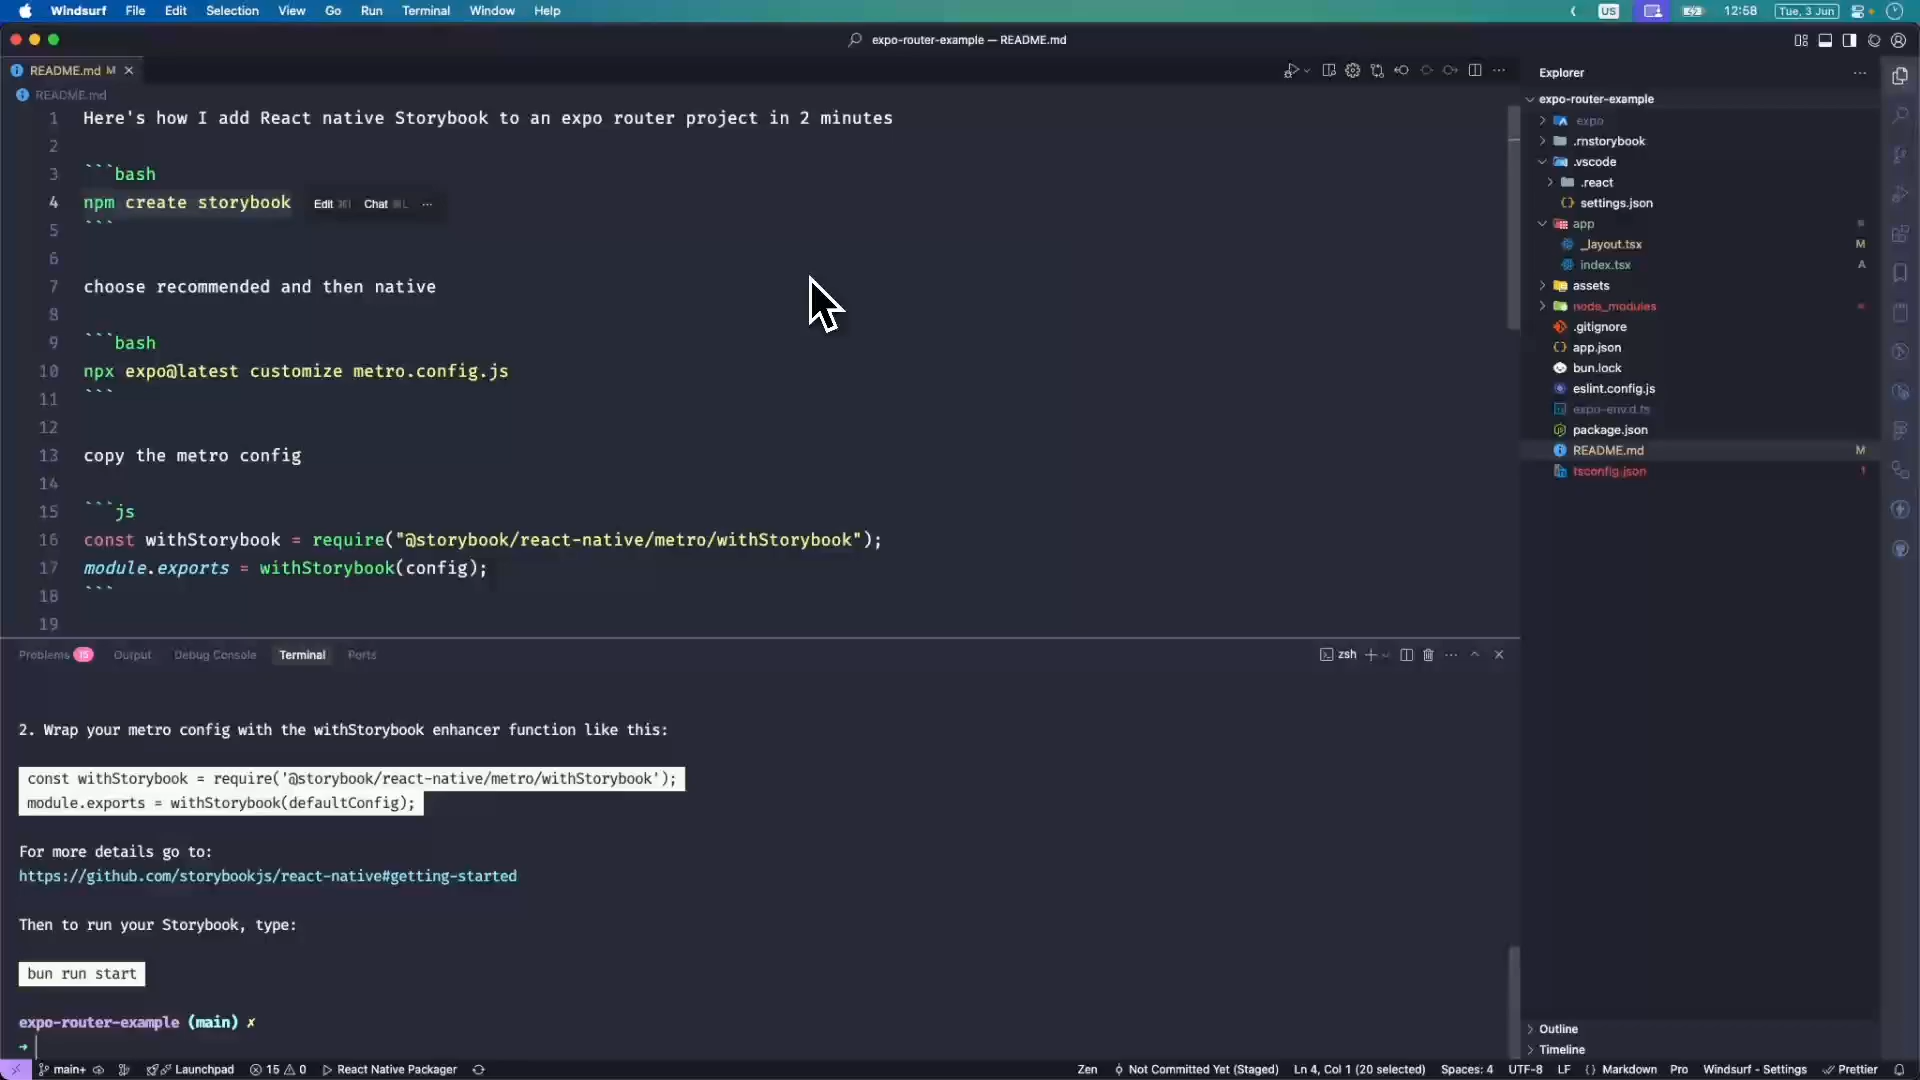 Windsurf File Edit Selection View Go Run Terminal Window Help US 12:58 Tue, 3 Jun
expo-router-example — README.md
README.md M
README.md
1 Here's how I add React native Storybook to an expo router project in 2 minutes
2
3 ```bash
4 npm create storybook Edit ⌘I Chat ⌘L ...
5 ```
6
7 choose recommended and then native
8
9 ```bash
10 npx expo@latest customize metro.config.js
11 ```
12
13 copy the metro config
14
15 ```js
16 const withStorybook = require("@storybook/react-native/metro/withStorybook");
17 module.exports = withStorybook(config);
18 ```
19
Problems 15 Output Debug Console Terminal Ports zsh
2. Wrap your metro config with the withStorybook enhancer function like this:
const withStorybook = require('@storybook/react-native/metro/withStorybook');
module.exports = withStorybook(defaultConfig);
For more details go to:
https://github.com/storybookjs/react-native#getting-started
Then to run your Storybook, type:
bun run start
expo-router-example (main) ✗
→
Explorer
expo-router-example
expo
.rnstorybook
.vscode
.react
settings.json
app
_layout.tsx M
index.tsx A
assets
node_modules
.gitignore
app.json
bun.lock
eslint.config.js
expo-env.d.ts
package.json
README.md M
tsconfig.json 1
Outline
Timeline
main+ Launchpad 15 0 React Native Packager Zen Not Committed Yet (Staged) Ln 4, Col 1 (20 selected) Spaces: 4 UTF-8 LF Markdown Pro Windsurf - Settings Prettier